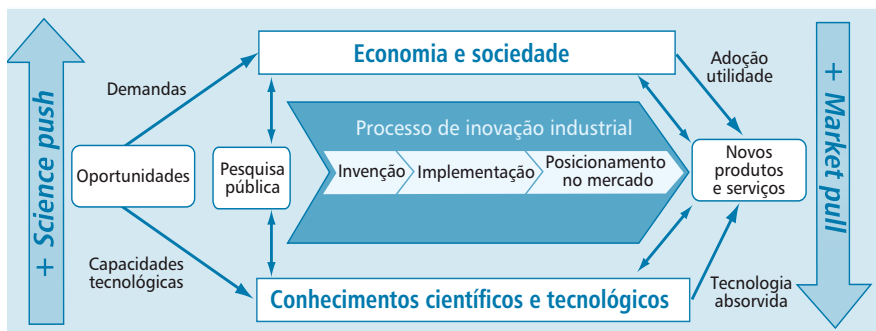 + Science push
Economia e sociedade
Demandas
Adoção
utilidade
+ Market pull
Processo de inovação industrial
Oportunidades
Pesquisa
pública
Invenção
Implementação
Posicionamento
no mercado
Novos
produtos
e serviços
Capacidades
tecnológicas
Conhecimentos científicos e tecnológicos
Tecnologia
absorvida